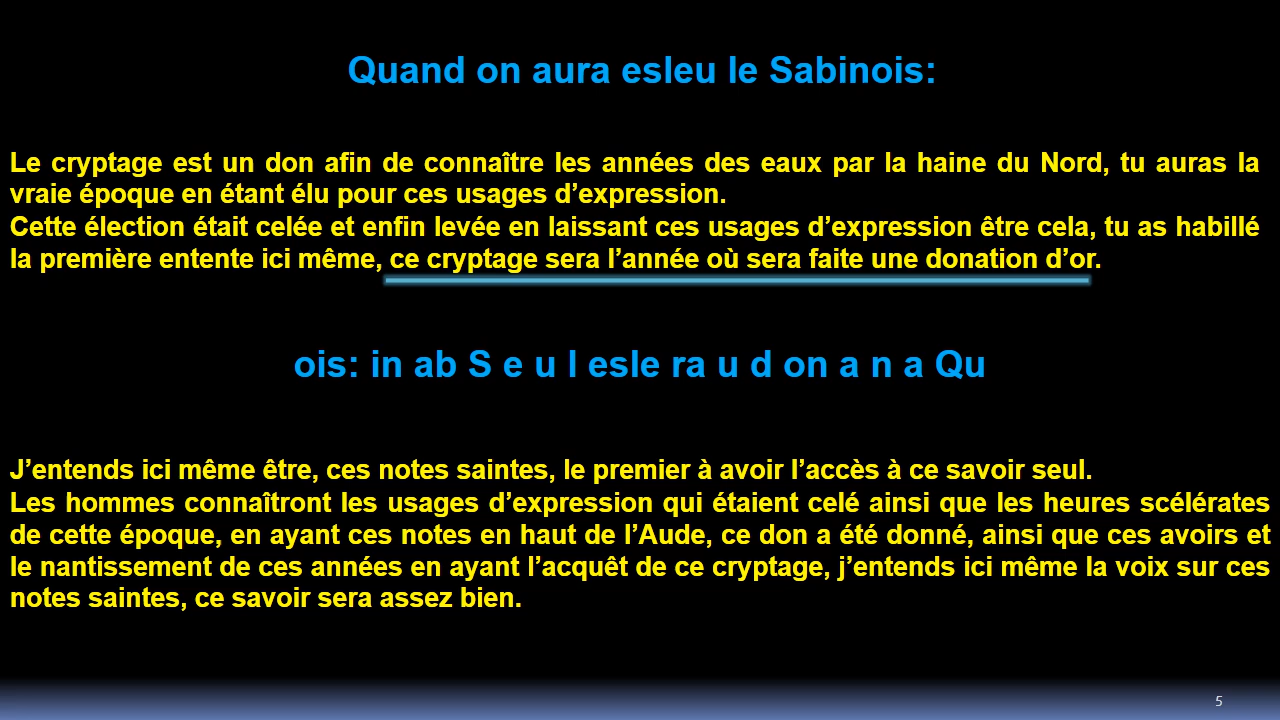 Quand on aura esleu le Sabinois:
Le cryptage est un don afin de connaître les années des eaux par la haine du Nord, tu auras la
vraie époque en étant élu pour ces usages d’expression.
Cette élection était celée et enfin levée en laissant ces usages d’expression être cela, tu as habillé
la première entente ici même, ce cryptage sera l’année où sera faite une donation d’or.
ois: in ab S e u l esle ra u d on a n a Qu
J’entends ici même être, ces notes saintes, le premier à avoir l’accès à ce savoir seul.
Les hommes connaîtront les usages d’expression qui étaient celé ainsi que les heures scélérates
de cette époque, en ayant ces notes en haut de l’Aude, ce don a été donné, ainsi que ces avoirs et
le nantissement de ces années en ayant l’acquêt de ce cryptage, j’entends ici même la voix sur ces
notes saintes, ce savoir sera assez bien.
5